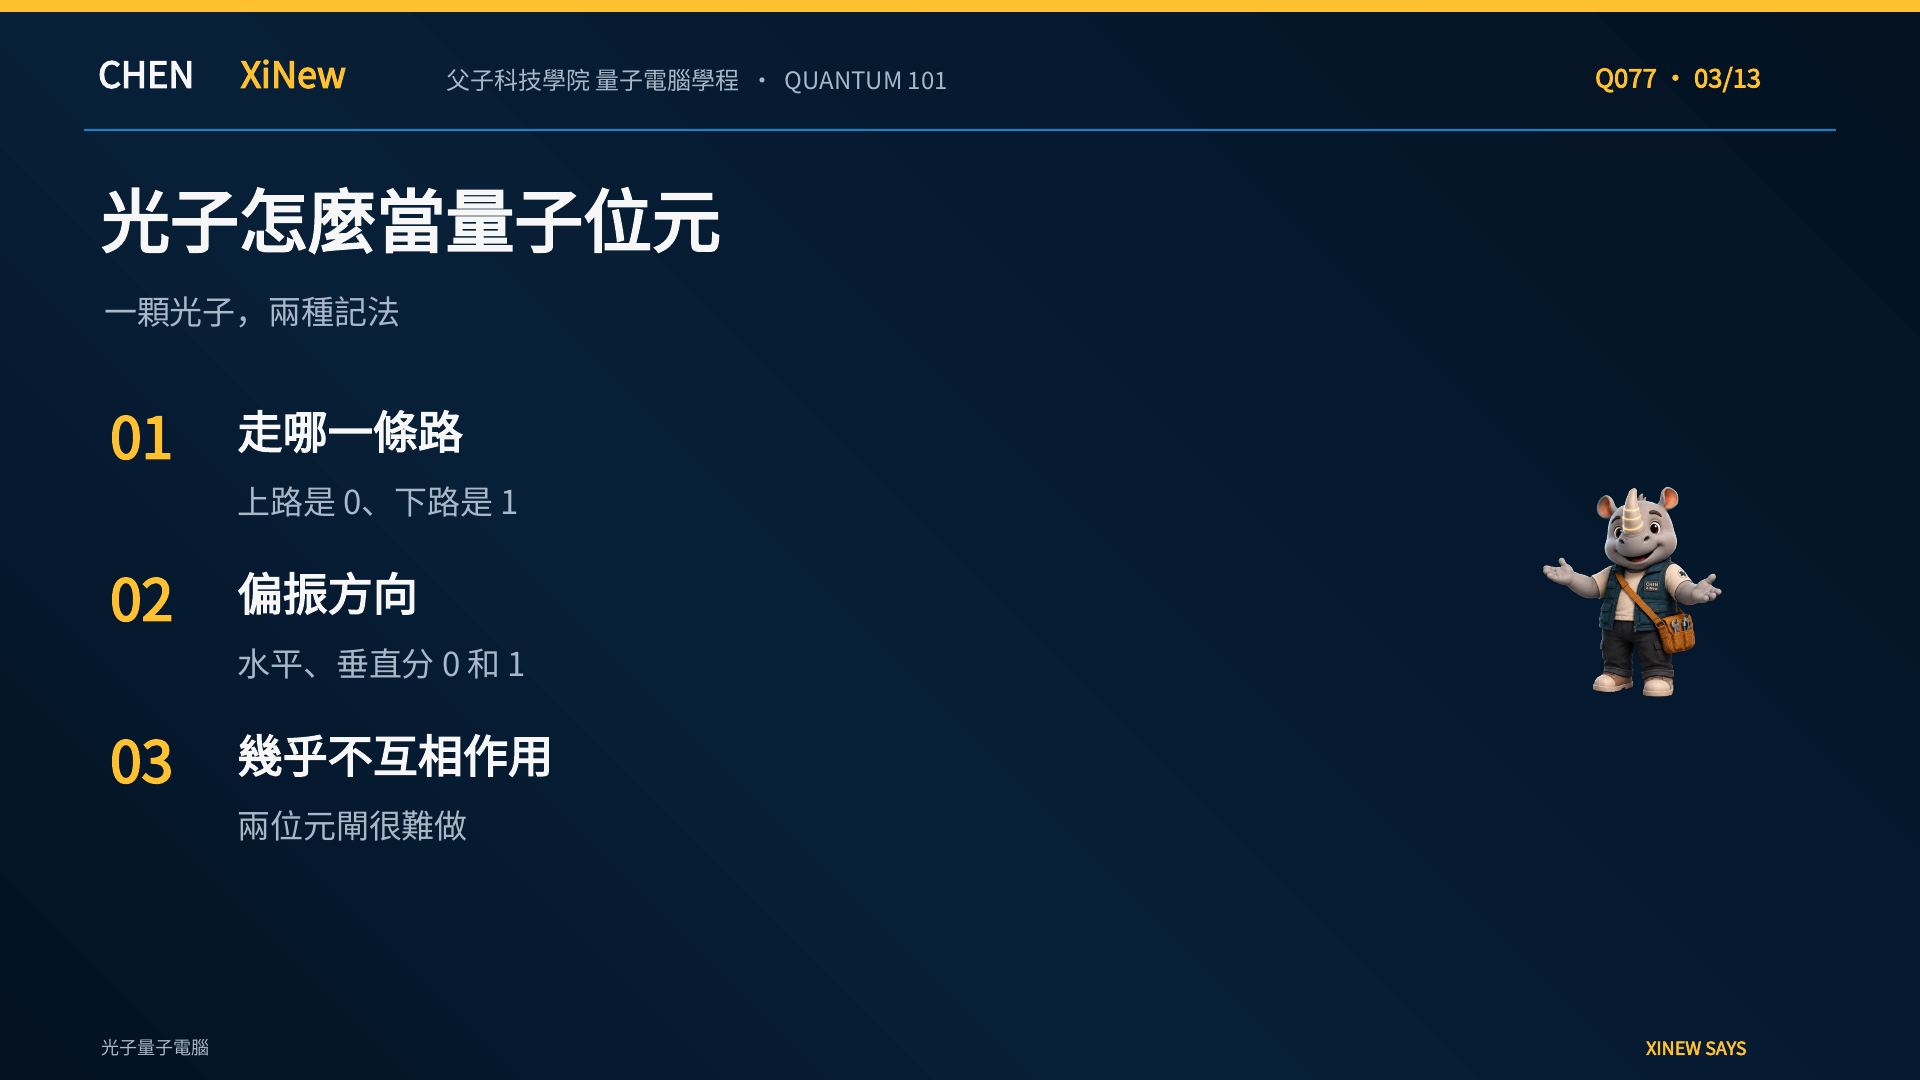 CHEN XiNew 父子科技學院 量子電腦學程 · QUANTUM 101
Q077 · 03/13
光子怎麼當量子位元
一顆光子，兩種記法
01 走哪一條路
上路是 0、下路是 1
02 偏振方向
水平、垂直分 0 和 1
03 幾乎不互相作用
兩位元閘很難做
光子量子電腦
XINEW SAYS